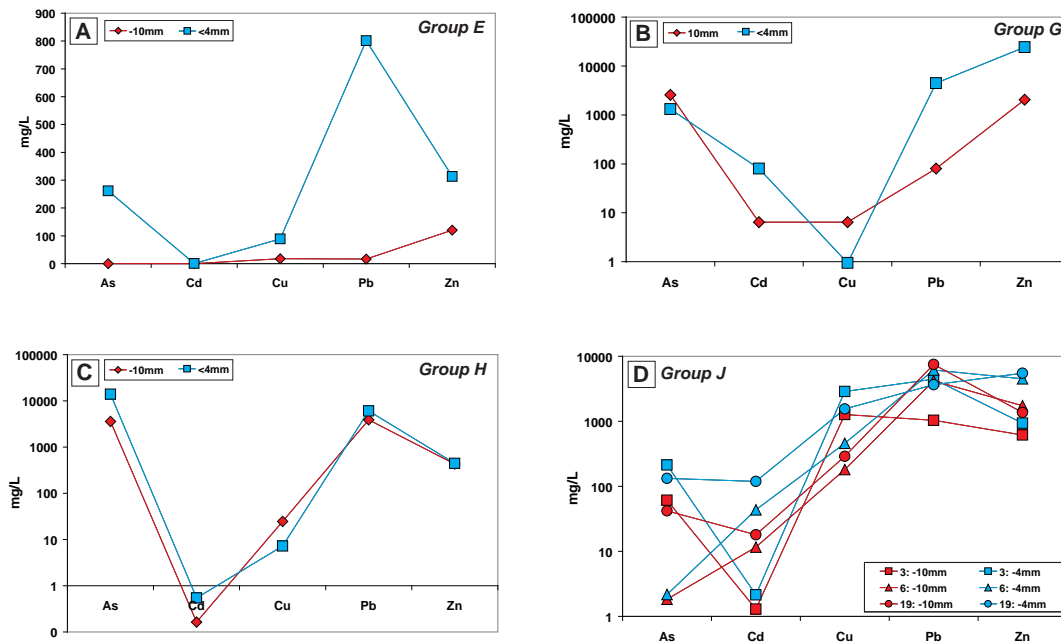 A
-10mm <4mm
Group E
900
800
700
600
500
400
300
200
100
0
mg/L
As Cd Cu Pb Zn
B
10mm <4mm
Group G
100000
10000
1000
100
10
1
mg/L
As Cd Cu Pb Zn
C
-10mm <4mm
Group H
100000
10000
1000
100
10
1
0
mg/L
As Cd Cu Pb Zn
D
Group J
10000
1000
100
10
1
mg/L
3: -10mm 3: -4mm
6: -10mm 6: -4mm
19: -10mm 19: -4mm
As Cd Cu Pb Zn